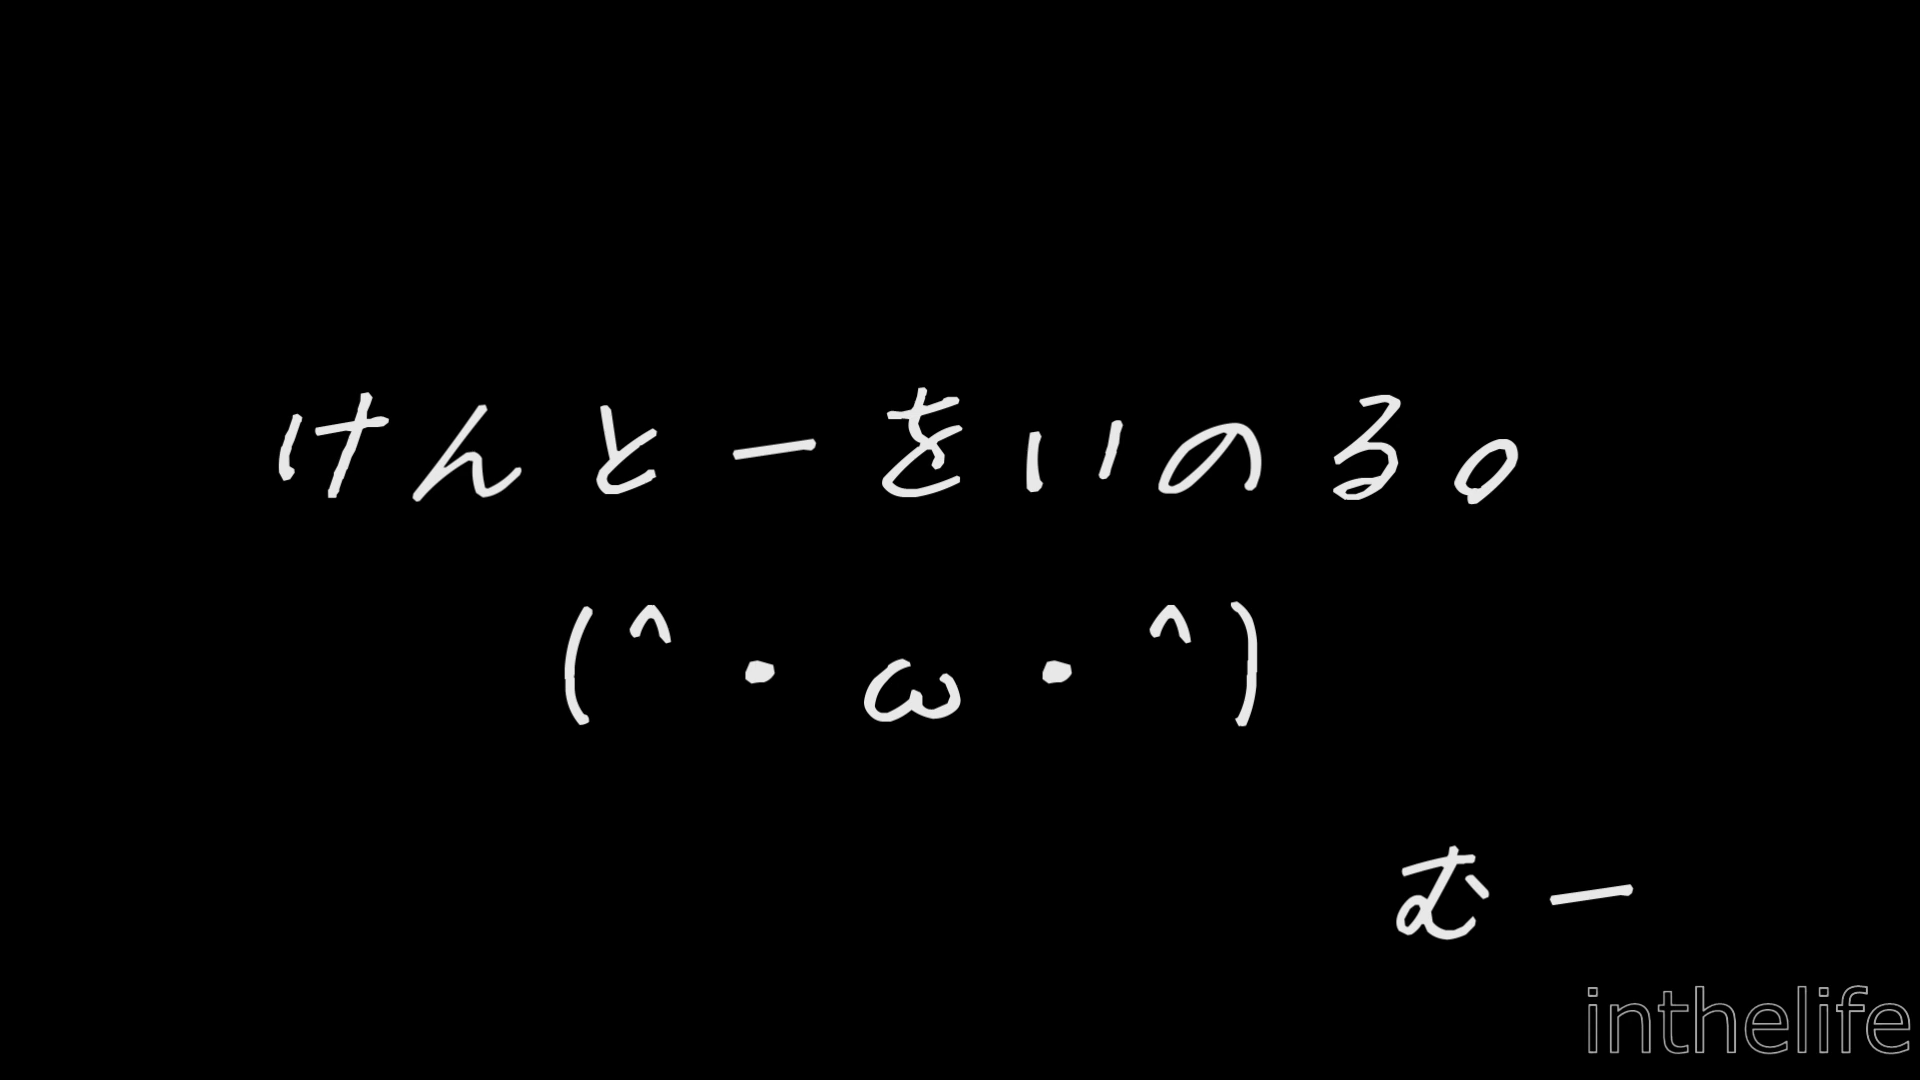 けんとーをいのる。
(^・ω・^)
むー
inthelife